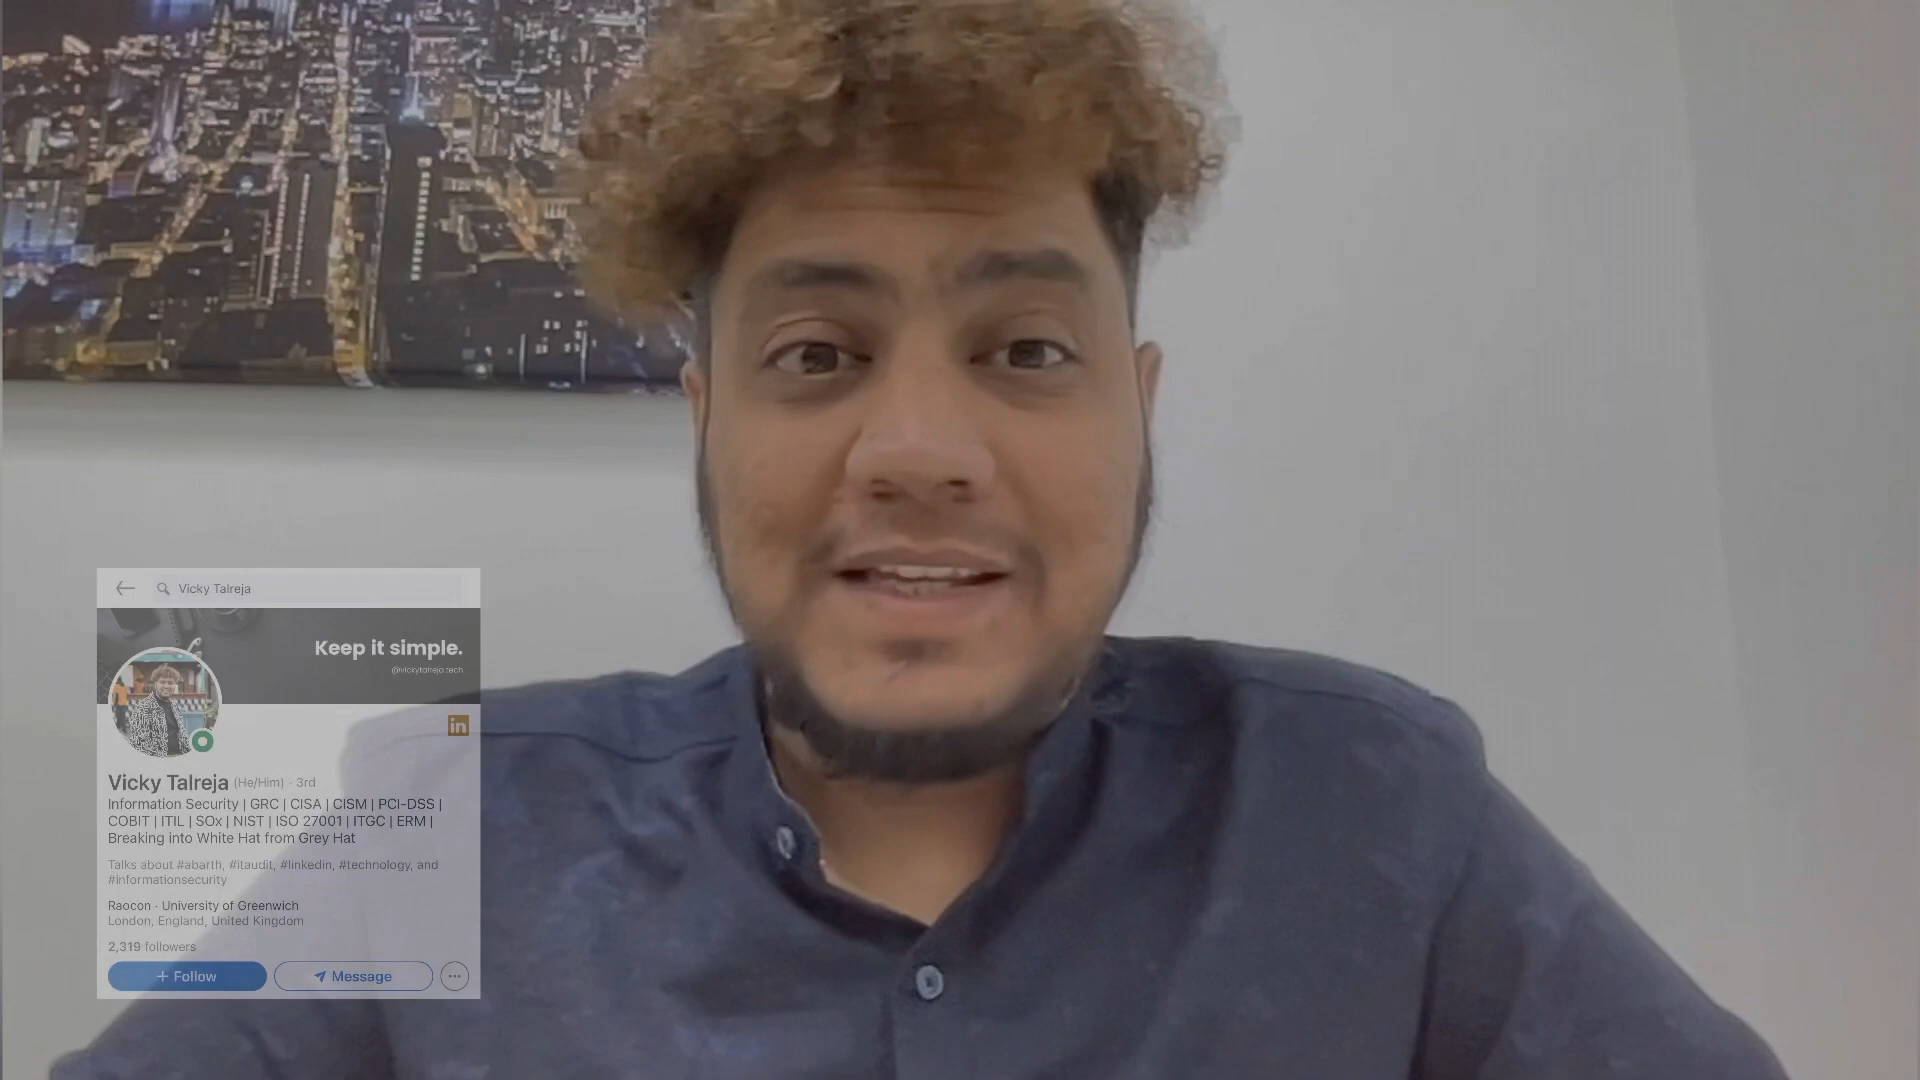 Vicky Talreja
Keep it simple.
@vickytalreja.tech
in
Vicky Talreja (He/Him) · 3rd
Information Security | GRC | CISA | CISM | PCI-DSS |
COBIT | ITIL | SOx | NIST | ISO 27001 | ITGC | ERM |
Breaking into White Hat from Grey Hat
Talks about #abarth, #itaudit, #linkedin, #technology, and
#informationsecurity
Raocon · University of Greenwich
London, England, United Kingdom
2,319 followers
+ Follow
Message